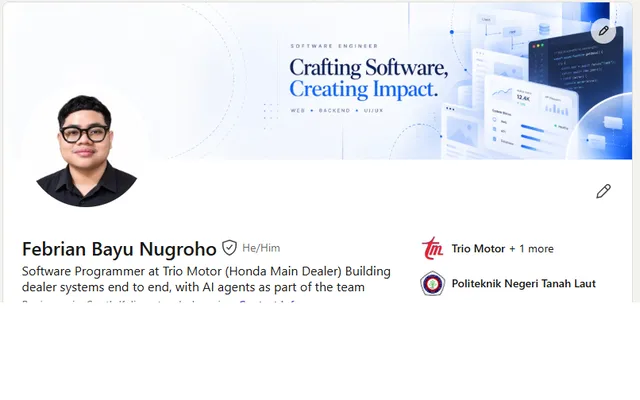 SOFTWARE ENGINEER
Crafting Software,
Creating Impact.
WEB • BACKEND • UI/UX
12.4K
Febrian Bayu Nugroho He/Him
Software Programmer at Trio Motor (Honda Main Dealer) Building
dealer systems end to end, with AI agents as part of the team
tm Trio Motor + 1 more
Politeknik Negeri Tanah Laut